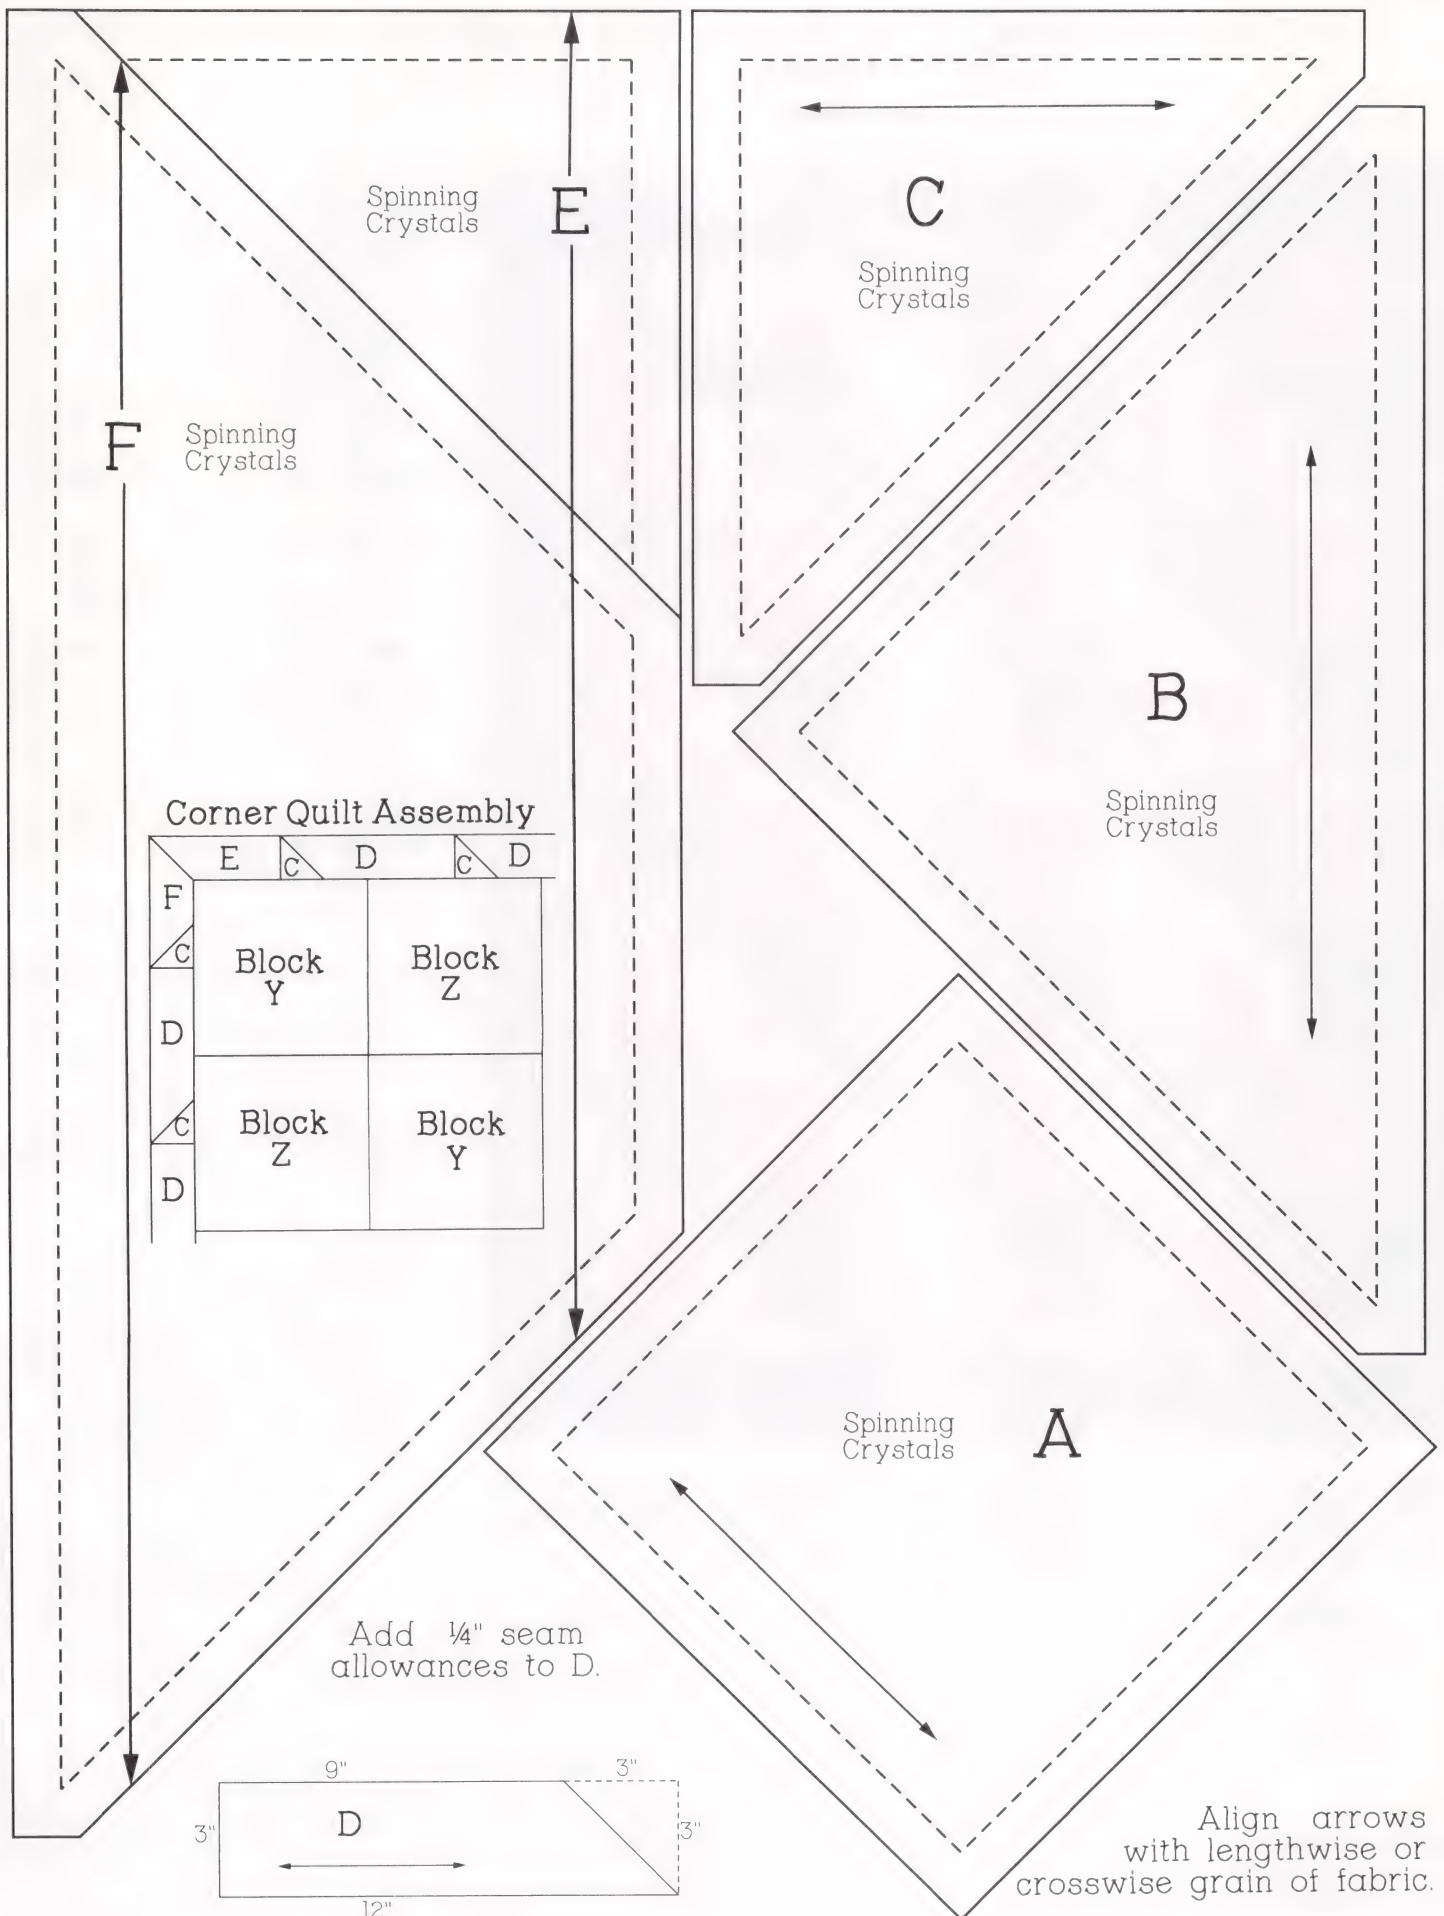 E
Spinning
Crystals
C
Spinning
Crystals
F
Spinning
Crystals
B
Spinning
Crystals
Corner Quilt Assembly
E C D C D
F
C
D
C
D
Block
Y
Block
Z
Block
Z
Block
Y
A
Spinning
Crystals
Add ¼" seam
allowances to D.
9" 3"
3" D 3"
12"
Align arrows
with lengthwise or
crosswise grain of fabric.